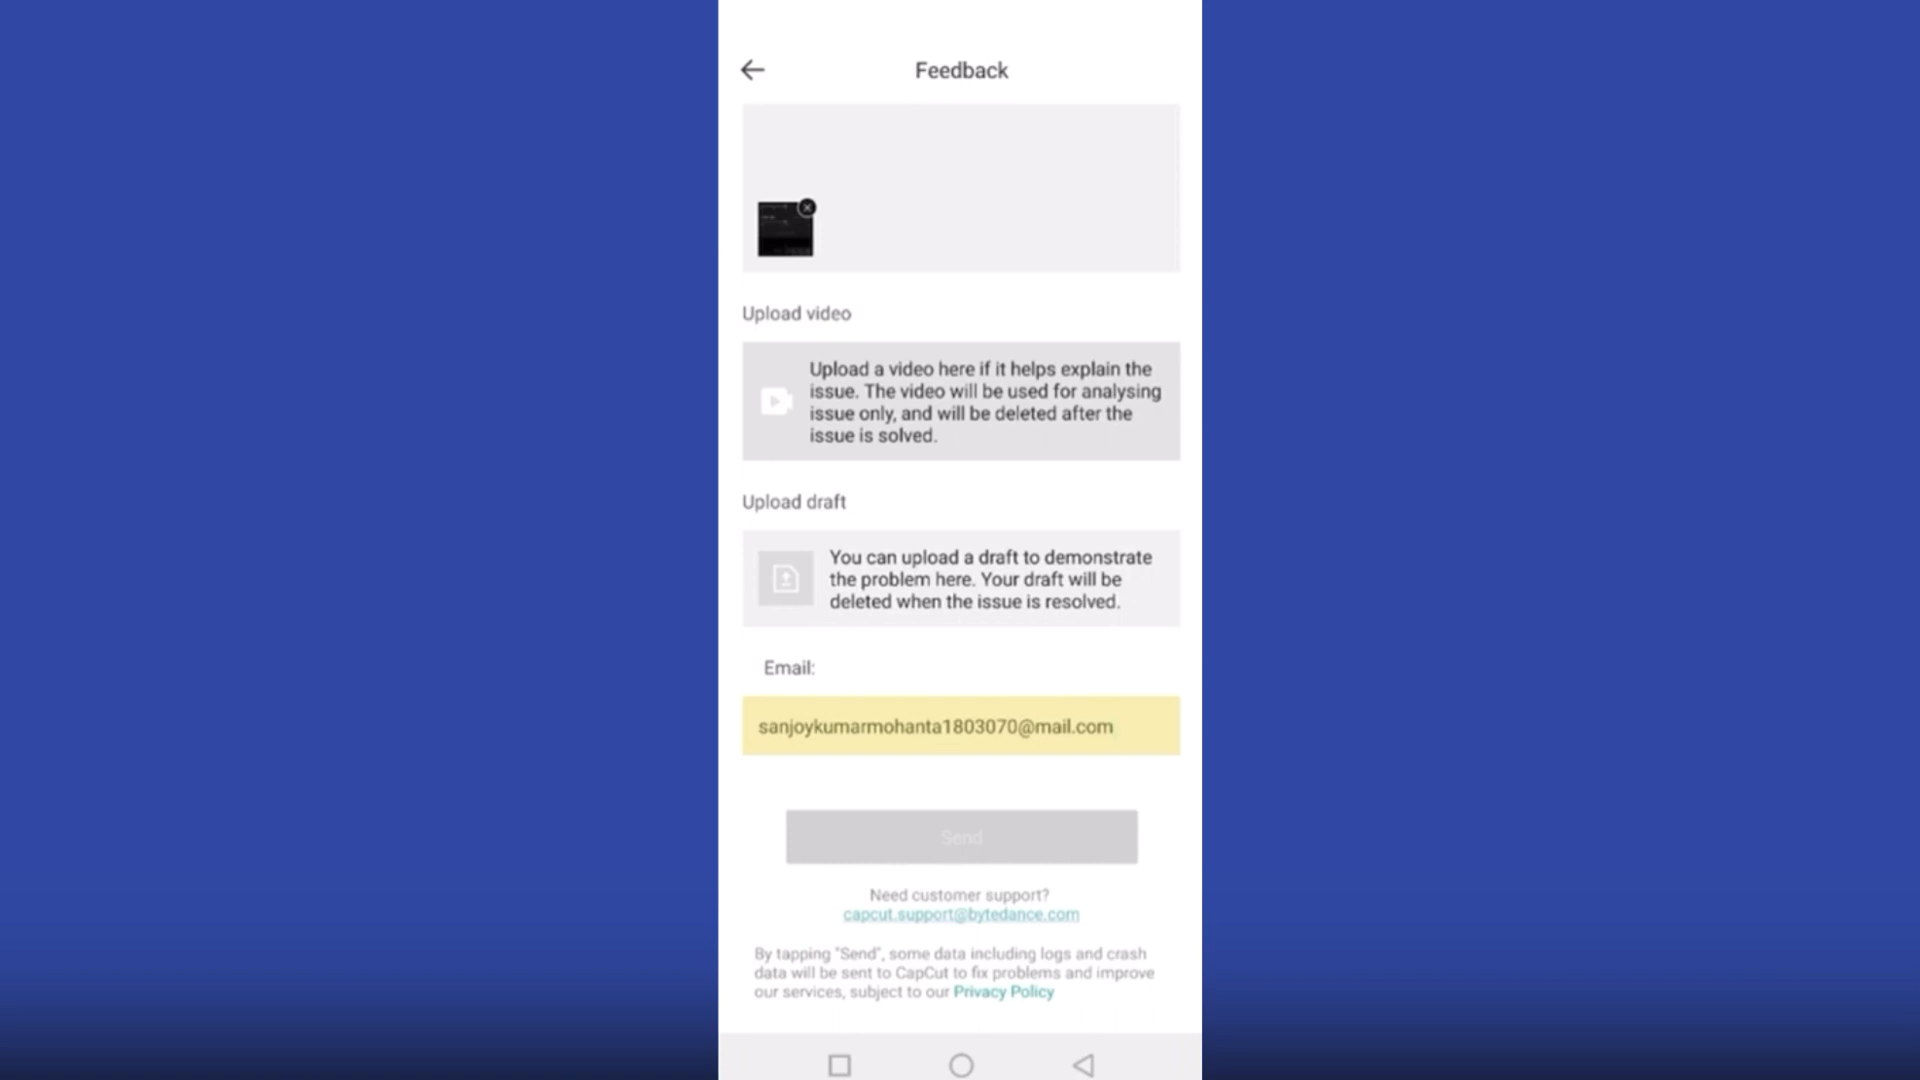 Feedback
Upload video
Upload a video here if it helps explain the
issue. The video will be used for analysing
issue only, and will be deleted after the
issue is solved.
Upload draft
You can upload a draft to demonstrate
the problem here. Your draft will be
deleted when the issue is resolved.
Email:
sanjoykumarmohanta1803070@mail.com
Send
Need customer support?
capcut.support@bytedance.com
By tapping "Send", some data including logs and crash
data will be sent to CapCut to fix problems and improve
our services, subject to our Privacy Policy